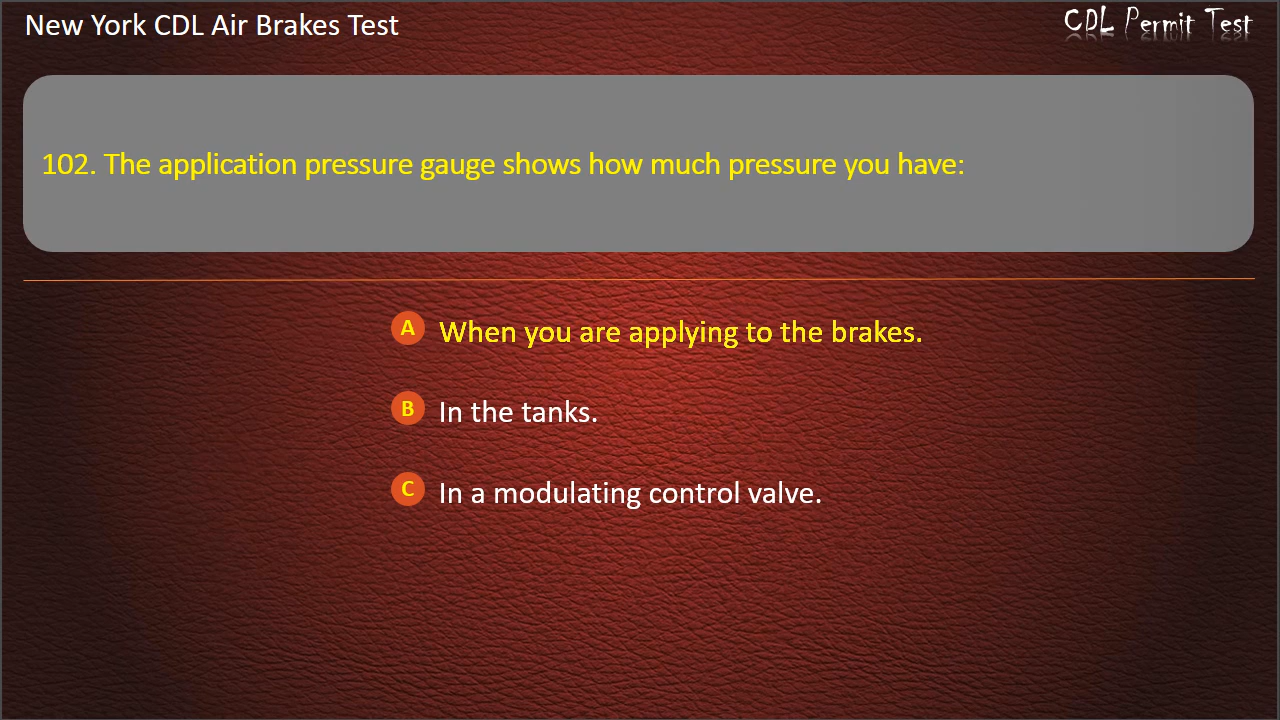 New York CDL Air Brakes Test
CDL Permit Test
102. The application pressure gauge shows how much pressure you have:
A When you are applying to the brakes.
B In the tanks.
C In a modulating control valve.